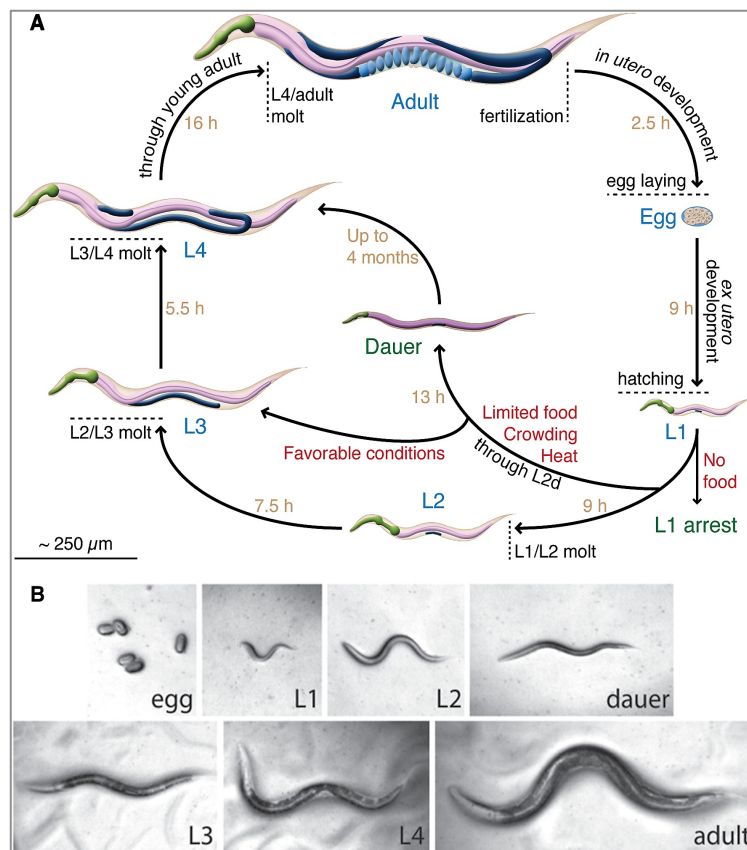 A
through young adult
16 h
L4/adult
molt
Adult
fertilization
in utero development
2.5 h
egg laying
Egg
L3/L4 molt
L4
Up to
4 months
ex utero
development
9 h
5.5 h
Dauer
hatching
L1
13 h
Limited food
Crowding
Heat
through L2d
L2/L3 molt
L3
Favorable conditions
No
food
7.5 h
L2
9 h
L1 arrest
L1/L2 molt
~ 250 µm
B
egg
L1
L2
dauer
L3
L4
adult